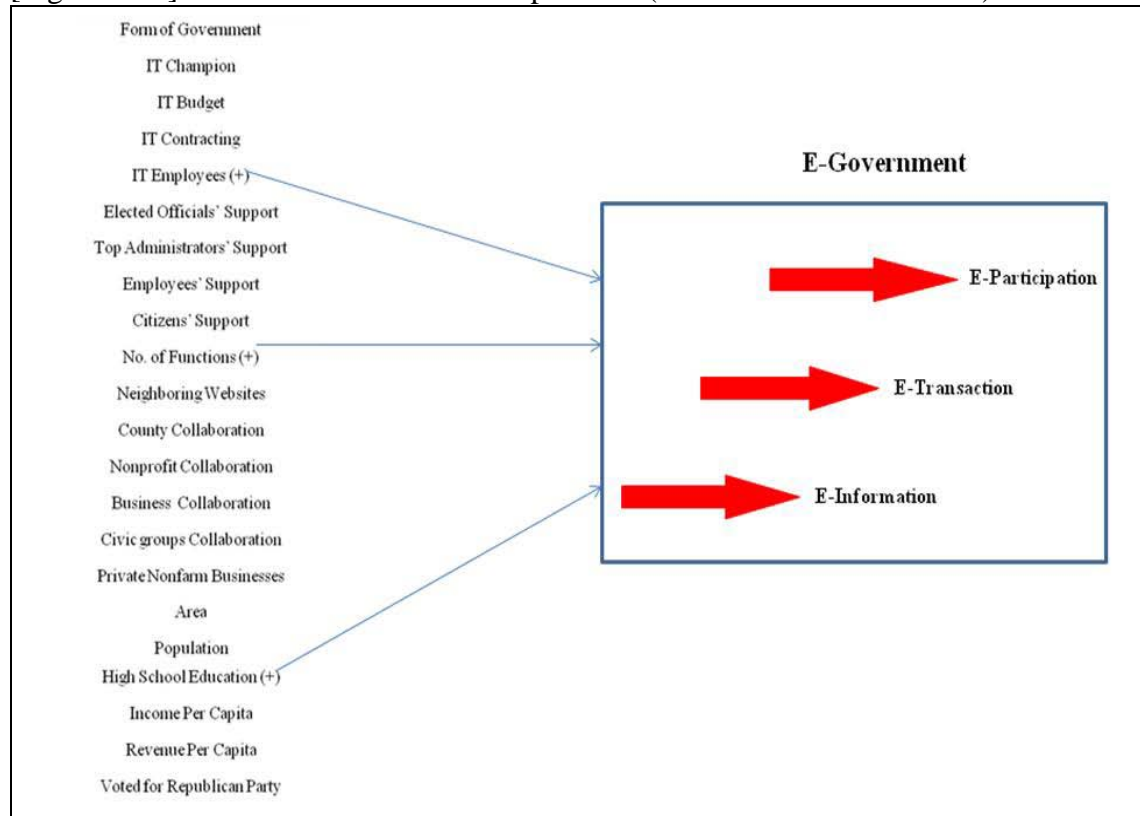 Form of Government
IT Champion
IT Budget
IT Contracting
IT Employees (+)
Elected Officials' Support
Top Administrators' Support
Employees' Support
Citizens' Support
No. of Functions (+)
Neighboring Websites
County Collaboration
Nonprofit Collaboration
Business Collaboration
Civic groups Collaboration
Private Nonfarm Businesses
Area
Population
High School Education (+)
Income Per Capita
Revenue Per Capita
Voted for Republican Party
E-Government
E-Participation
E-Transaction
E-Information